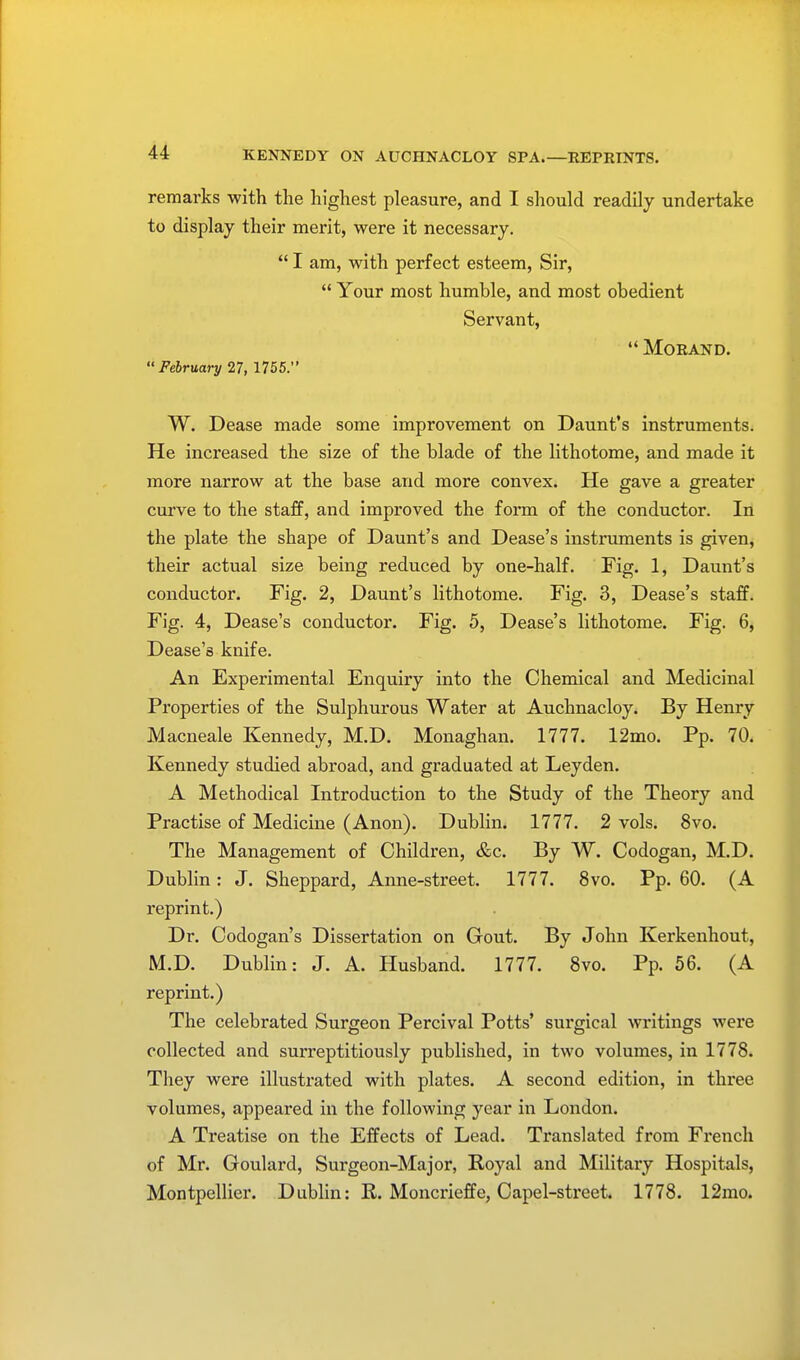 44 KENNEDY ON AUCHNACLOY SPA.—REPRINTS.
remarks with the highest pleasure, and I should readily undertake
to display their merit, were it necessary.
“ I am, with perfect esteem, Sir,
“ Your most humble, and most obedient
Servant,
“ MORAND.
“ February 27, 1755.”
W. Dease made some improvement on Daunt's instruments.
He increased the size of the blade of the lithotome, and made it
more narrow at the base and more convex. He gave a greater
curve to the staff, and improved the form of the conductor. In
the plate the shape of Daunt's and Dease's instruments is given,
their actual size being reduced by one-half. Fig. 1, Daunt's
conductor. Fig. 2, Daunt's lithotome. Fig. 3, Dease's staff.
Fig. 4, Dease's conductor. Fig. 5, Dease's lithotome. Fig. 6,
Dease's knife.
An Experimental Enquiry into the Chemical and Medicinal
Properties of the Sulphurous Water at Auchnacloy. By Henry
Macneale Kennedy, M.D. Monaghan. 1777. 12mo. Pp. 70.
Kennedy studied abroad, and graduated at Leyden.
A Methodical Introduction to the Study of the Theory and
Practise of Medicine (Anon). Dublin. 1777. 2 vols. 8vo.
The Management of Children, &c. By W. Codogan, M.D.
Dublin : J. Sheppard, Anne-street. 1777. 8vo. Pp. 60. (A
reprint.)
Dr. Codogan's Dissertation on Gout. By John Kerkenhout,
M.D. Dublin: J. A. Husband. 1777. 8vo. Pp. 56. (A
reprint.)
The celebrated Surgeon Percival Potts' surgical writings were
collected and surreptitiously published, in two volumes, in 1778.
They were illustrated with plates. A second edition, in three
volumes, appeared in the following year in London.
A Treatise on the Effects of Lead. Translated from French
of Mr. Goulard, Surgeon-Major, Royal and Military Hospitals,
Montpellier. Dublin: R. Moncrieffe, Capel-street. 1778. 12mo.